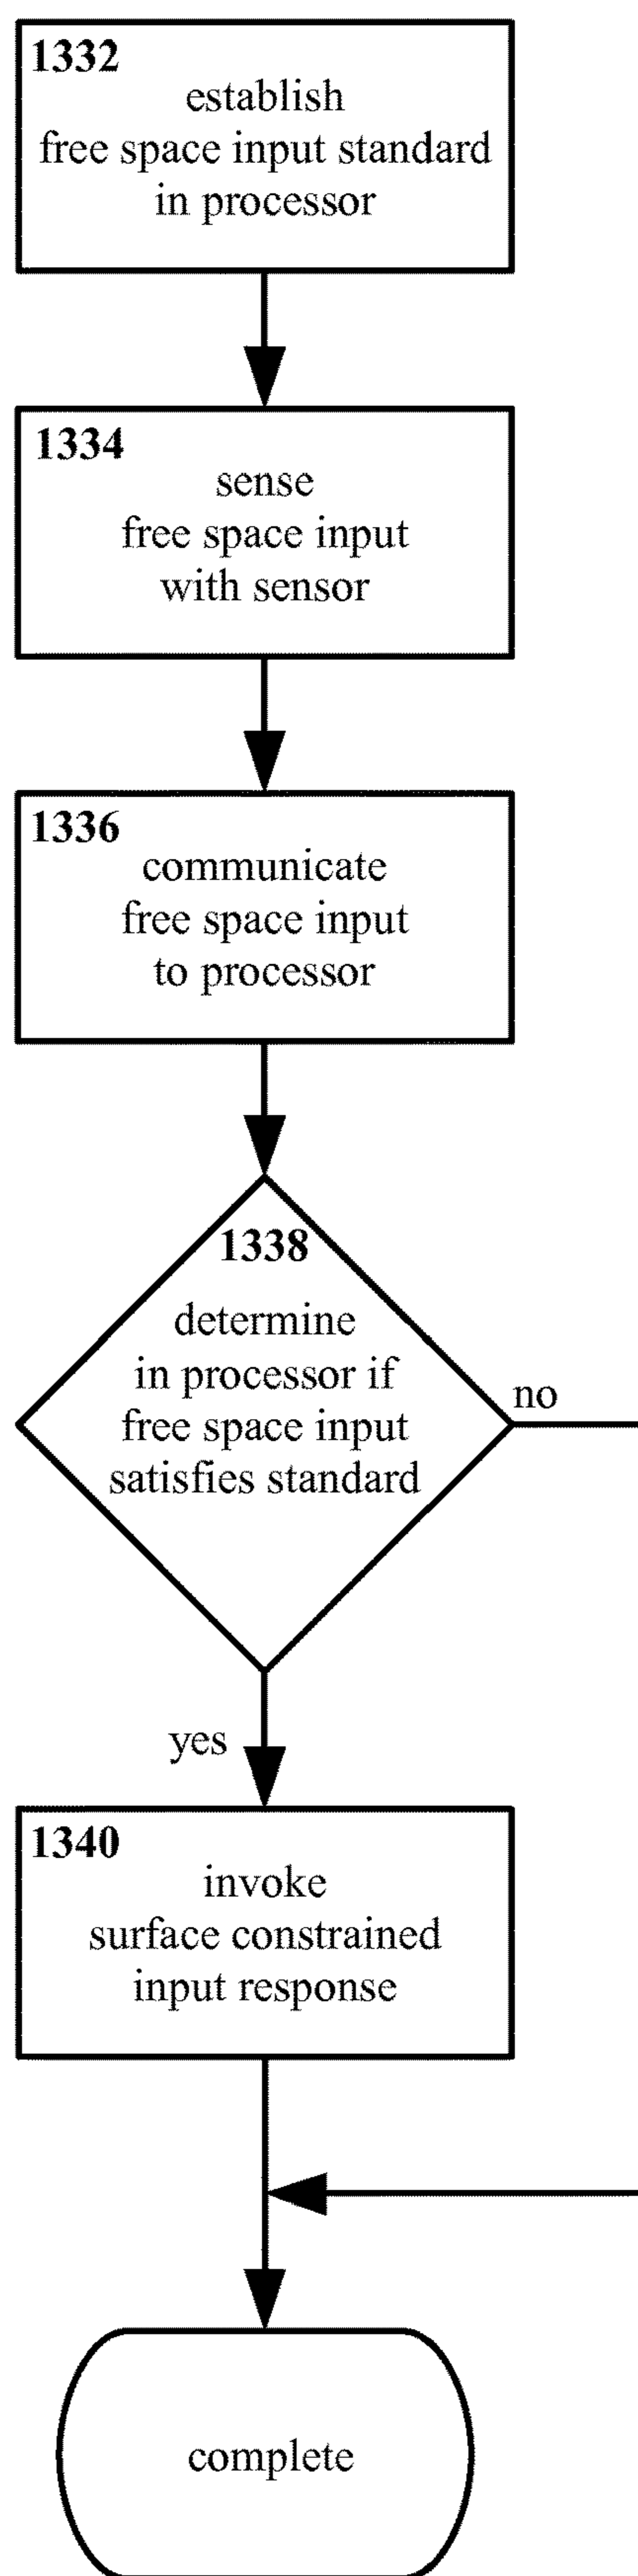 1332
establish
free space input standard
in processor
1334
sense
free space input
with sensor
1336
communicate
free space input
to processor
1338
determine
in processor if
free space input
satisfies standard
no
yes
1340
invoke
surface constrained
input response
complete